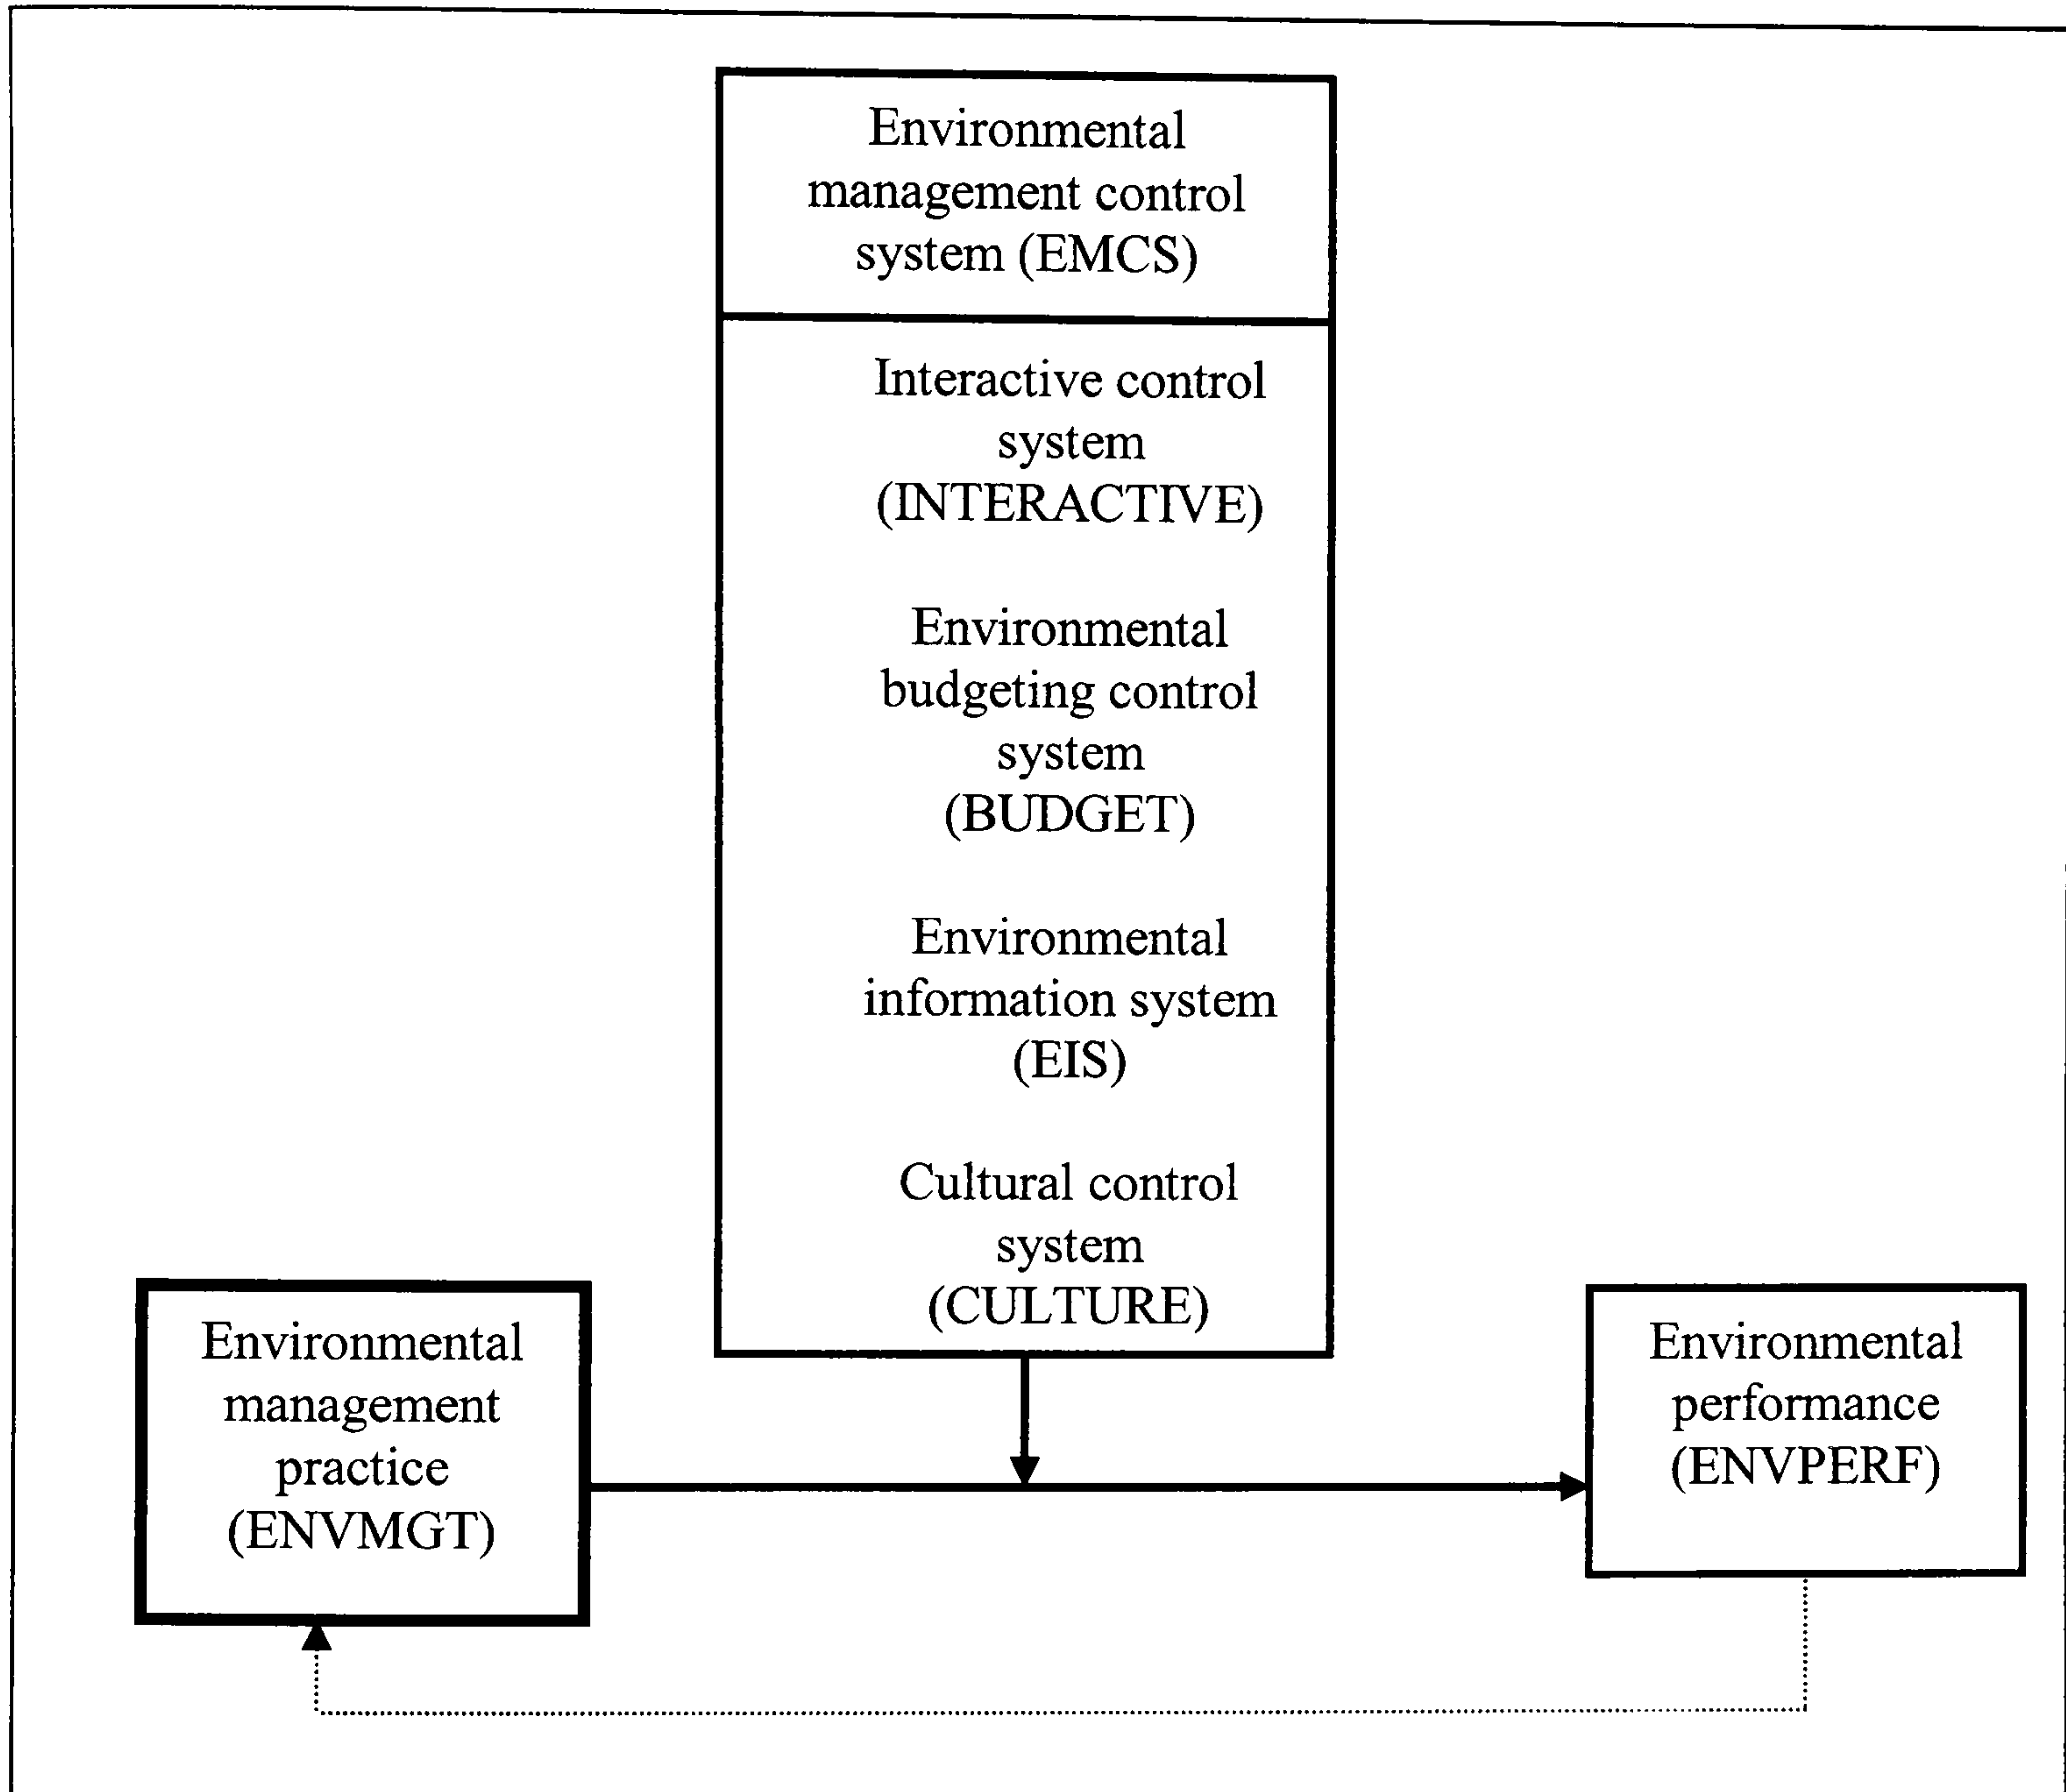 Environmental
management control
system (EMCS)
Interactive control
system
(INTERACTIVE)
Environmental
budgeting control
system
(BUDGET)
Environmental
information system
(EIS)
Cultural control
system
(CULTURE)
Environmental
management
practice
(ENVMGT)
Environmental
performance
(ENVPERF)